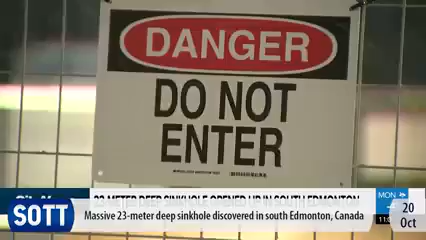 DANGER
DO NOT
ENTER
23 METER DEEP SINKHOLE OPENED UP IN SOUTH EDMONTON
MON
SOTT
Massive 23-meter deep sinkhole discovered in south Edmonton, Canada
20
Oct